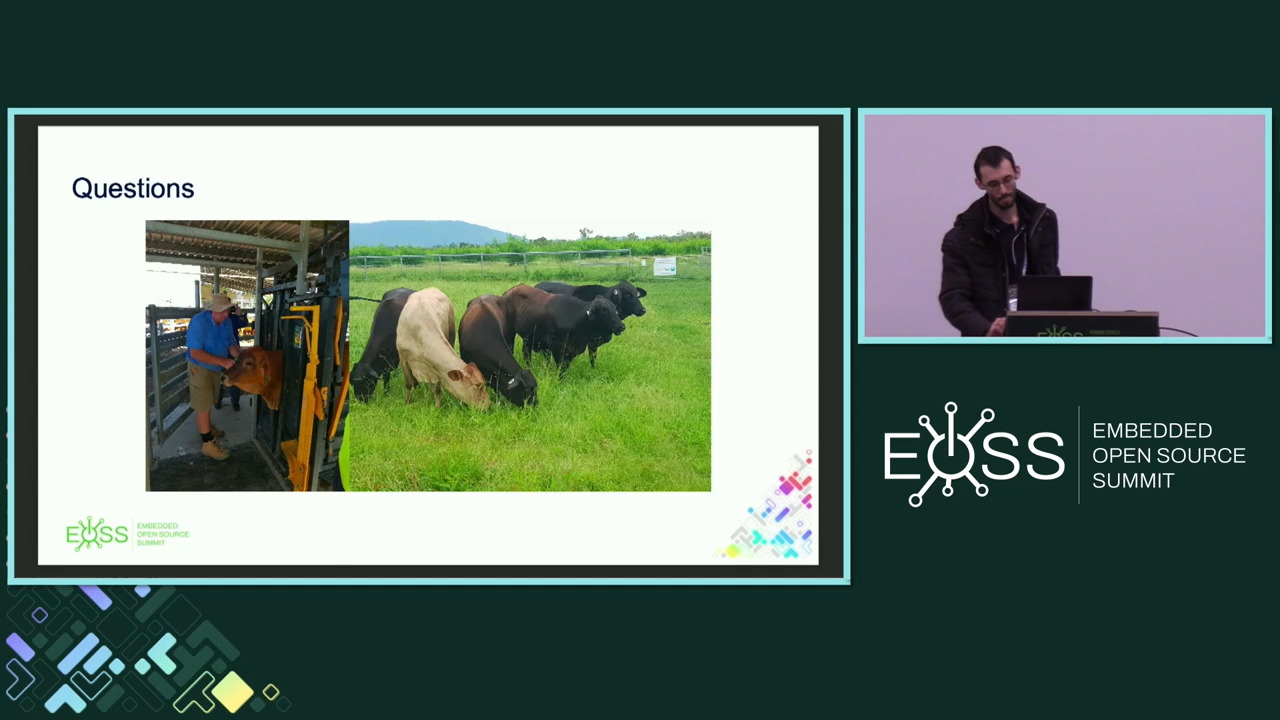 Questions
EOSS
EMBEDDED
OPEN SOURCE
SUMMIT
EOSS
EMBEDDED
OPEN SOURCE
SUMMIT